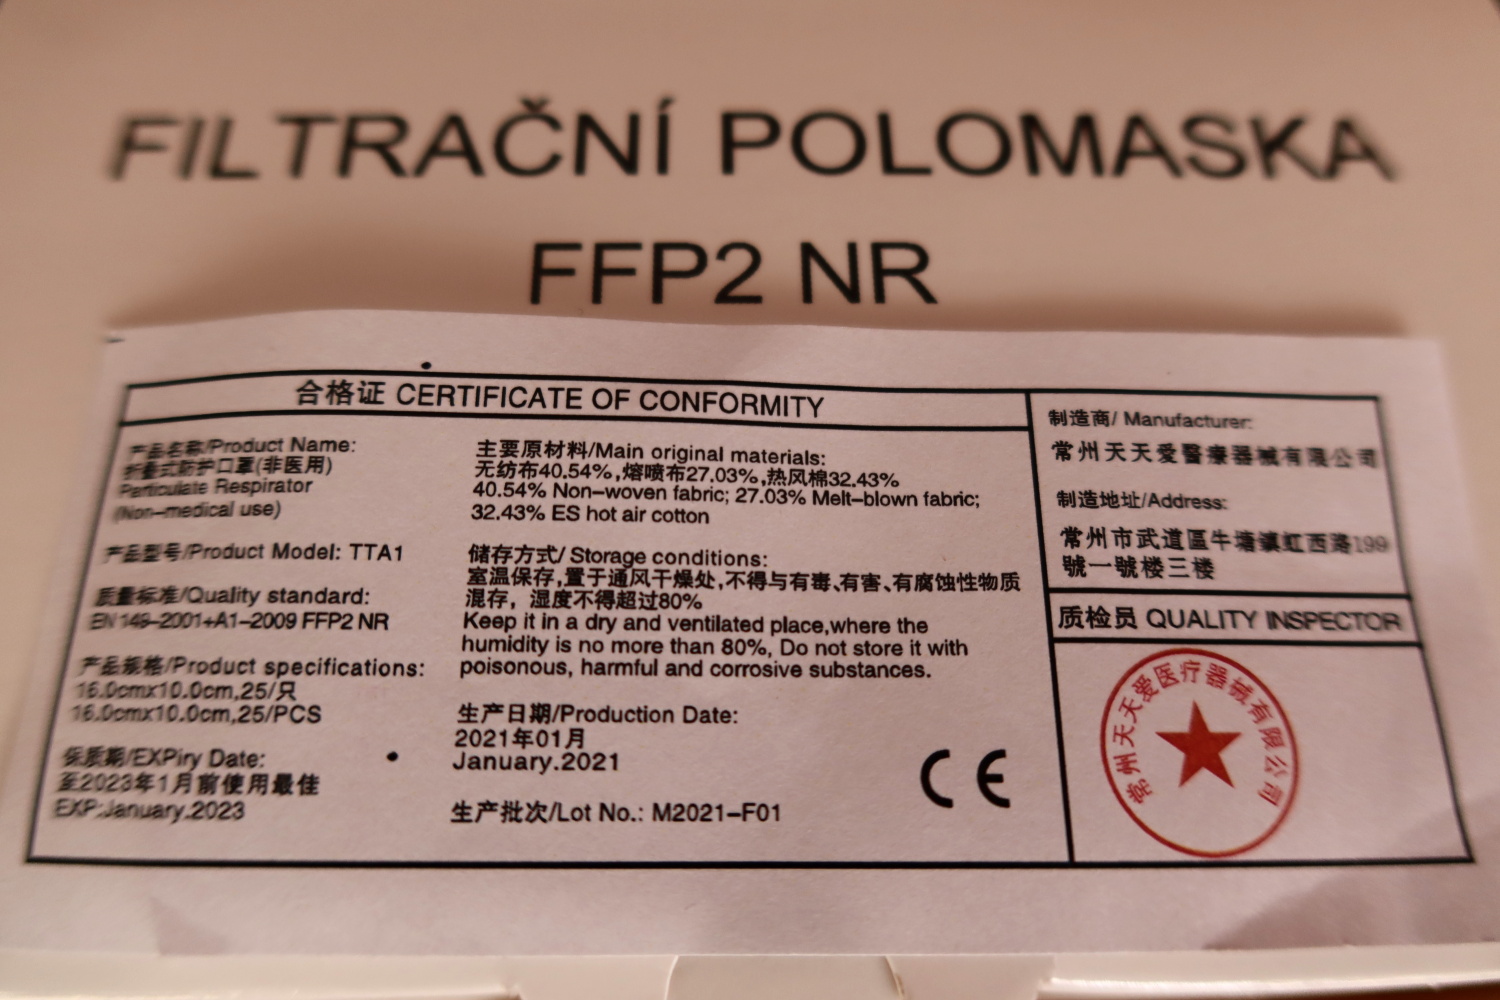 FILTRAČNÍ POLOMASKA
FFP2 NR
合格证 CERTIFICATE OF CONFORMITY
产品名称/Product Name:
折叠式防护口罩(非医用)
Particulate Respirator
(Non-medical use)
产品型号/Product Model: TTA1
质量标准/Quality standard:
EN 149-2001+A1-2009 FFP2 NR
产品规格/Product specifications:
16.0cmx10.0cm,25/只
16.0cmx10.0cm,25/PCS
保质期/EXPiry Date:
至2023年1月前使用最佳
EXP:January.2023
主要原材料/Main original materials:
无纺布40.54%,熔喷布27.03%,热风棉32.43%
40.54% Non-woven fabric; 27.03% Melt-blown fabric;
32.43% ES hot air cotton
储存方式/ Storage conditions:
室温保存,置于通风干燥处,不得与有毒、有害、有腐蚀性物质
混存，湿度不得超过80%
Keep it in a dry and ventilated place,where the
humidity is no more than 80%, Do not store it with
poisonous, harmful and corrosive substances.
生产日期/Production Date:
2021年01月
January.2021
生产批次/Lot No.: M2021-F01
CE
制造商/ Manufacturer:
常州天天爱醫療器械有限公司
制造地址/Address:
常州市武道區牛塘镇虹西路199
號一號楼三楼
质检员 QUALITY INSPECTOR
常州天天爱医疗器械有限公司